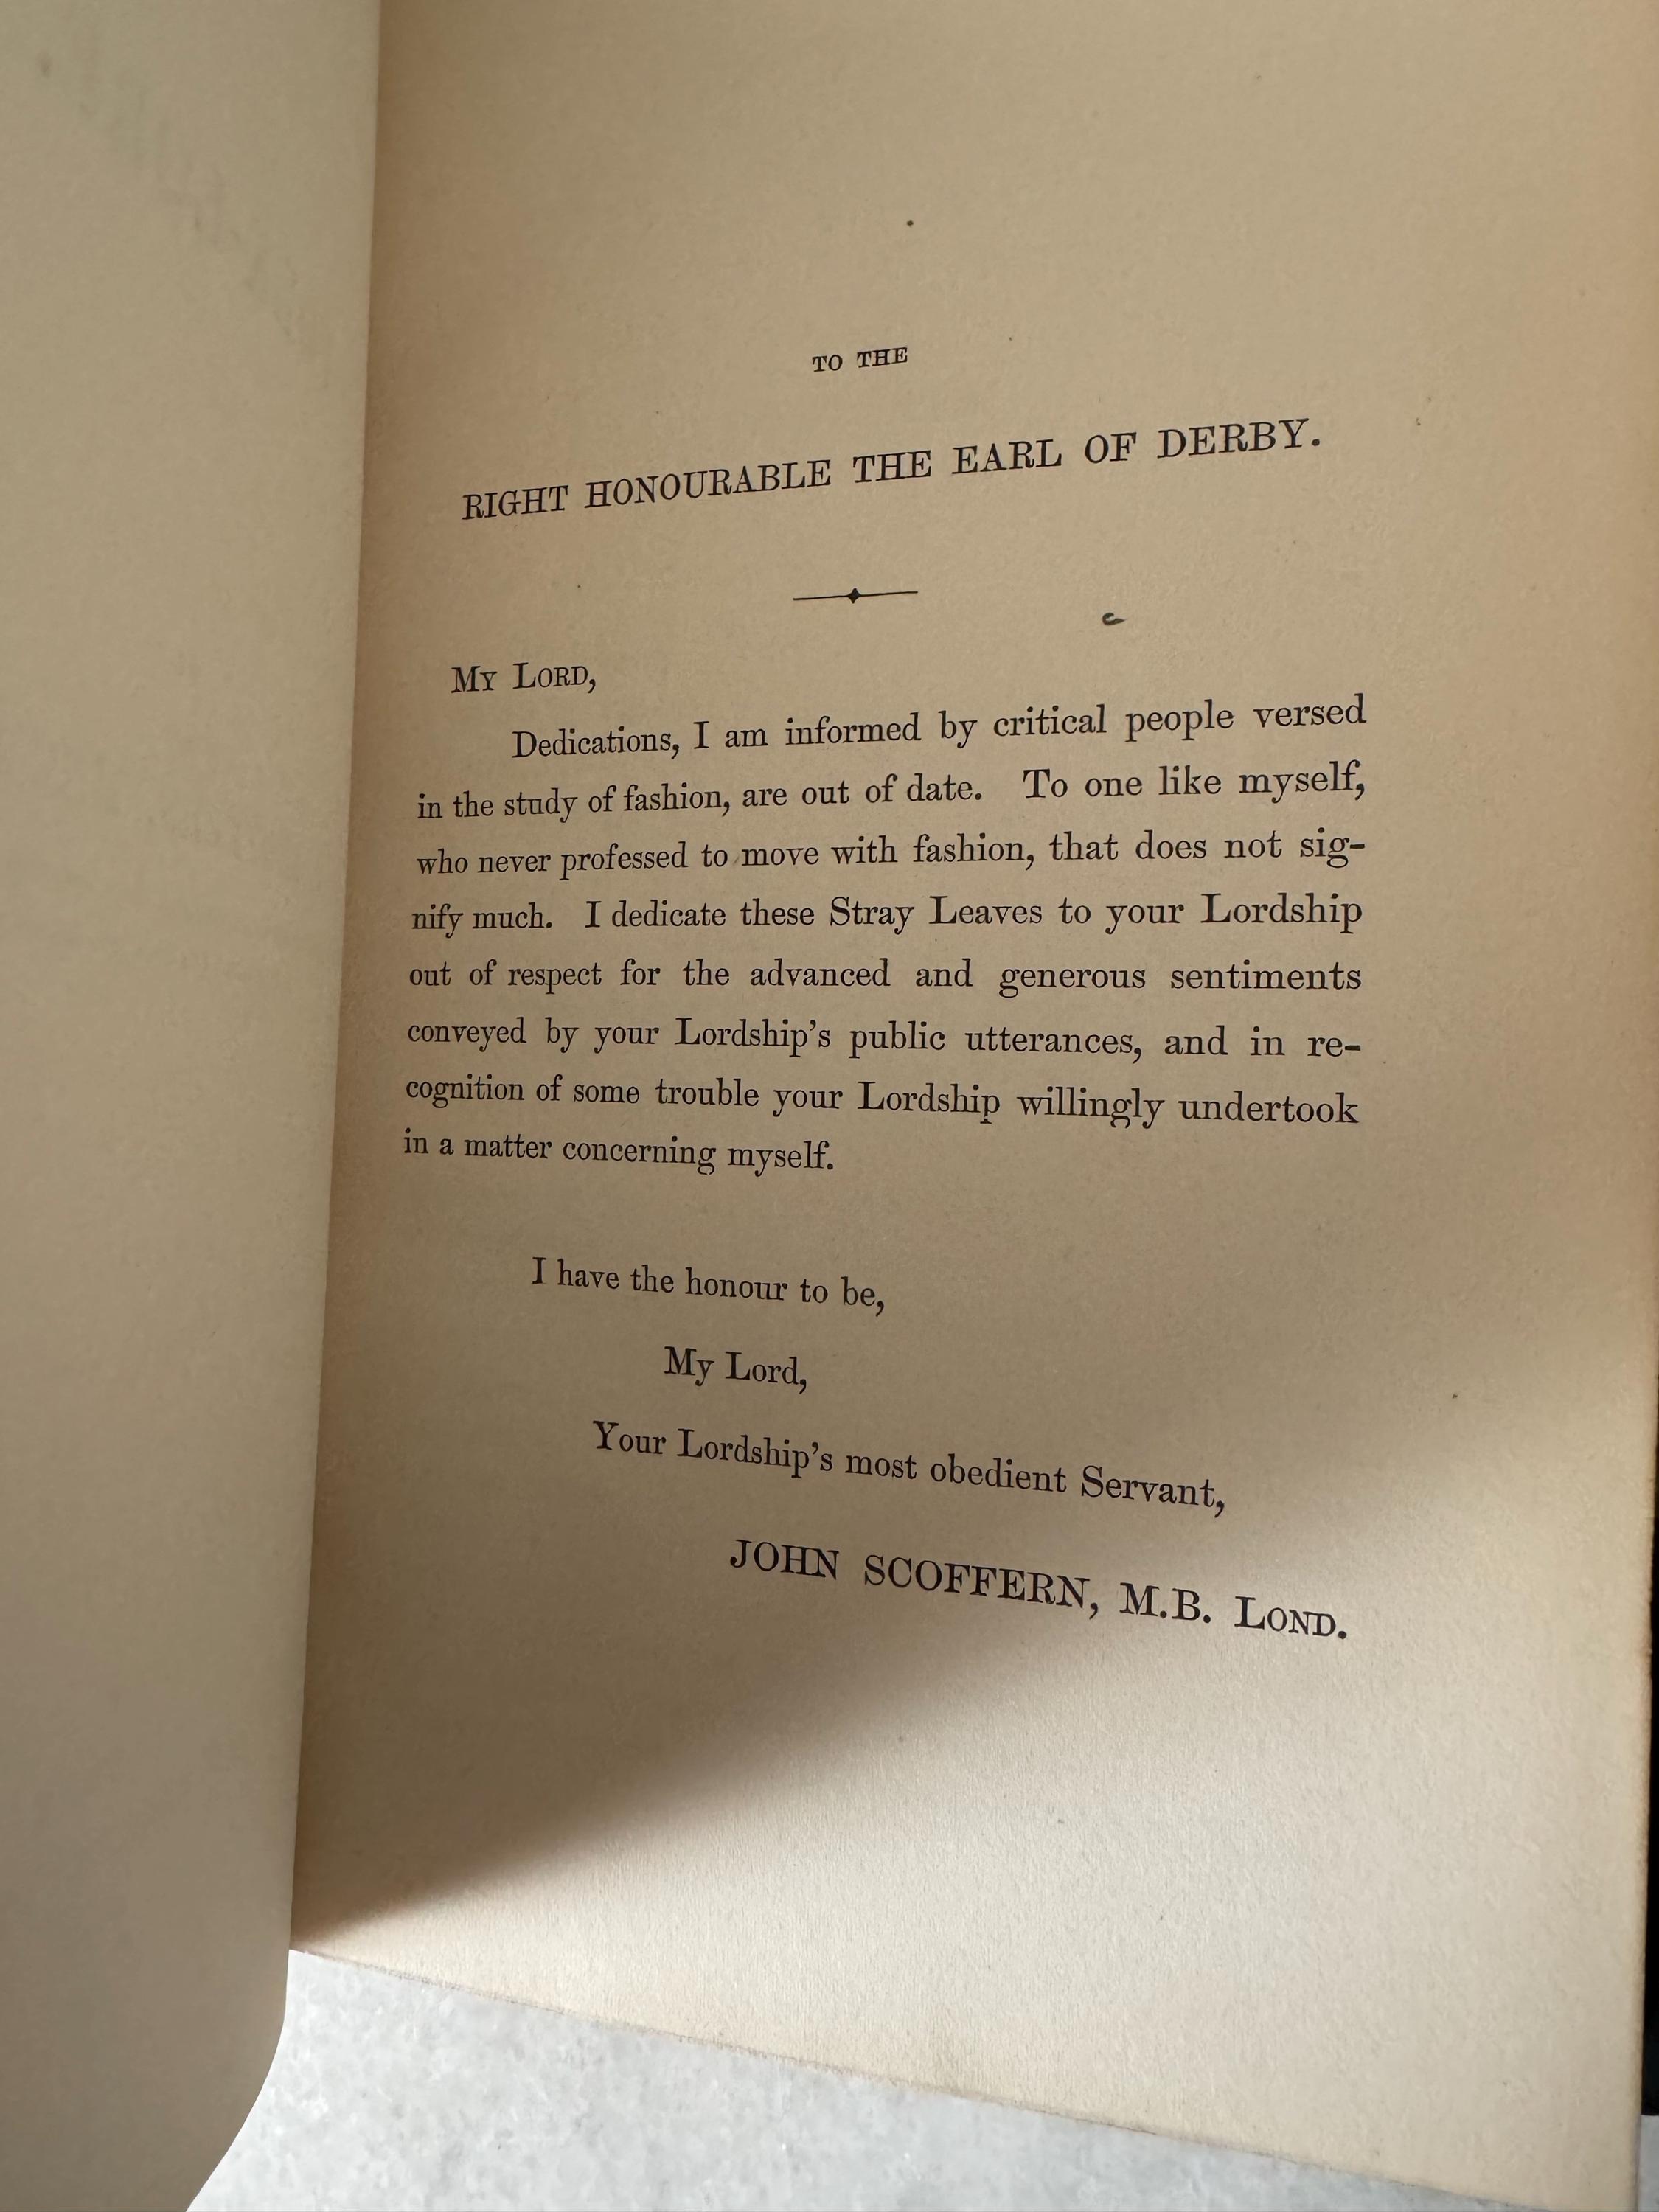 TO THE
RIGHT HONOURABLE THE EARL OF DERBY.
MY LORD,
Dedications, I am informed by critical people versed
in the study of fashion, are out of date. To one like myself,
who never professed to move with fashion, that does not sig-
nify much. I dedicate these Stray Leaves to your Lordship
out of respect for the advanced and generous sentiments
conveyed by your Lordship's public utterances, and in re-
cognition of some trouble your Lordship willingly undertook
in a matter concerning myself.
I have the honour to be,
My Lord,
Your Lordship's most obedient Servant,
JOHN SCOFFERN, M.B. LOND.